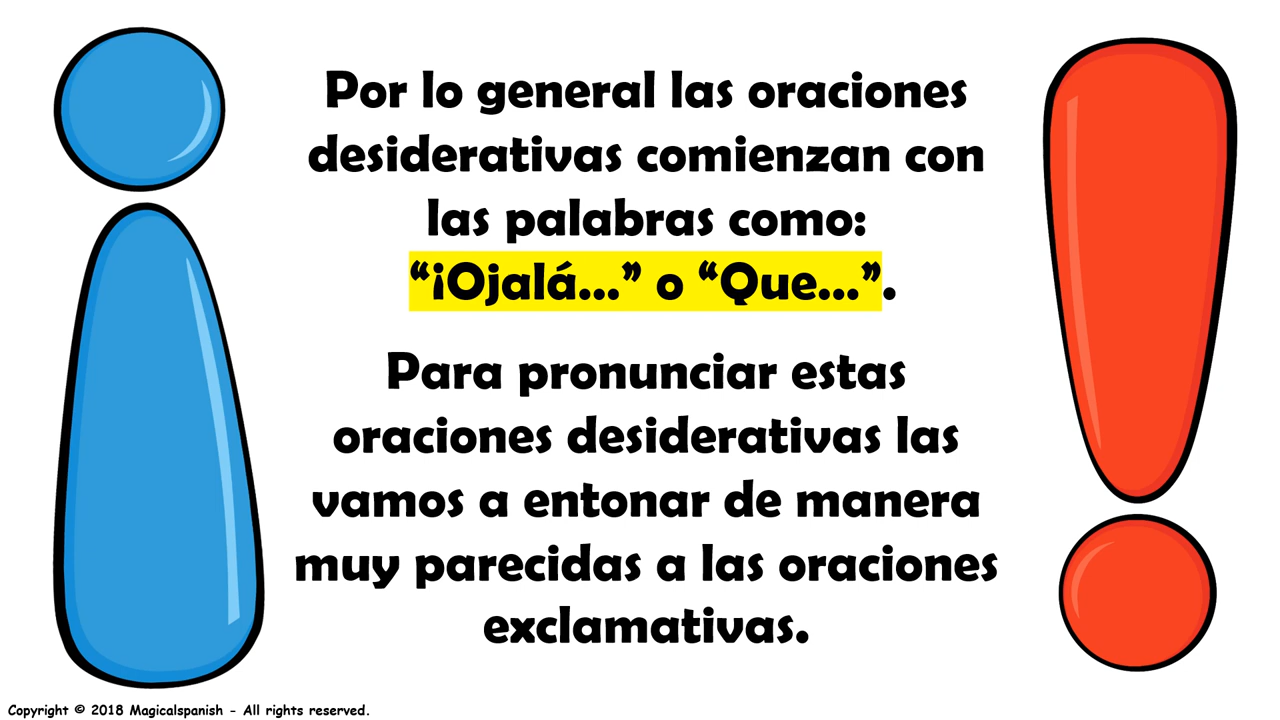 Por lo general las oraciones
desiderativas comienzan con
las palabras como:
“¡Ojalá...” o “Que...”.
Para pronunciar estas
oraciones desiderativas las
vamos a entonar de manera
muy parecidas a las oraciones
exclamativas.
Copyright © 2018 Magicalspanish - All rights reserved.